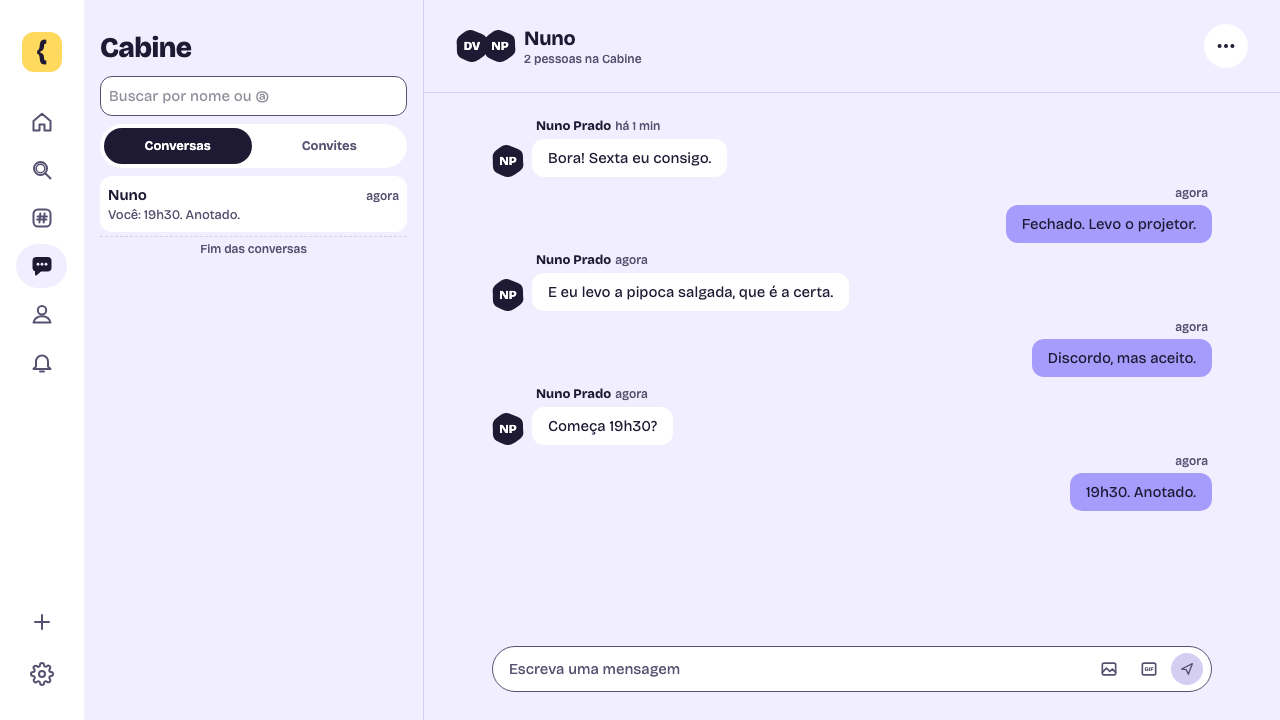 {
Cabine
Buscar por nome ou @
Conversas
Convites
Nuno
agora
Você: 19h30. Anotado.
Fim das conversas
DV
NP
Nuno
2 pessoas na Cabine
Nuno Prado há 1 min
NP
Bora! Sexta eu consigo.
agora
Fechado. Levo o projetor.
Nuno Prado agora
NP
E eu levo a pipoca salgada, que é a certa.
agora
Discordo, mas aceito.
Nuno Prado agora
NP
Começa 19h30?
agora
19h30. Anotado.
Escreva uma mensagem
GIF